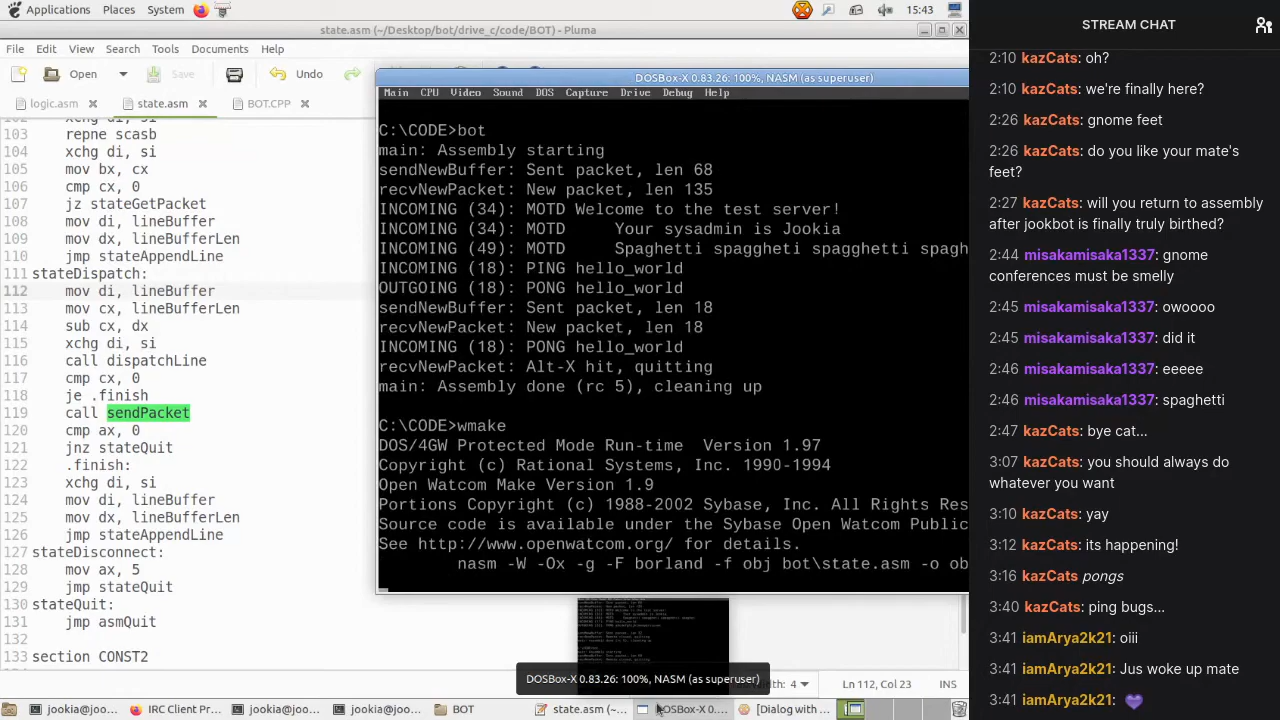 Applications Places System
15:43
state.asm (~/Desktop/bot/drive_c/code/BOT) - Pluma
File Edit View Search Tools Documents Help
Open Save Undo
logic.asm state.asm BOT.CPP
102 xchg di, si
103 repne scasb
104 xchg di, si
105 mov bx, cx
106 cmp cx, 0
107 jz stateGetPacket
108 mov di, lineBuffer
109 mov dx, lineBufferLen
110 jmp stateAppendLine
111 stateDispatch:
112 mov di, lineBuffer
113 mov cx, lineBufferLen
114 sub cx, dx
115 xchg di, si
116 call dispatchLine
117 cmp cx, 0
118 je .finish
119 call sendPacket
120 cmp ax, 0
121 jnz stateQuit
122 .finish:
123 xchg di, si
124 mov di, lineBuffer
125 mov dx, lineBufferLen
126 jmp stateAppendLine
127 stateDisconnect:
128 mov ax, 5
129 jmp stateQuit
130 stateQuit:
DOSBox-X 0.83.26: 100%, NASM (as superuser)
Main CPU Video Sound DOS Capture Drive Debug Help
C:\CODE>bot
main: Assembly starting
sendNewBuffer: Sent packet, len 68
recvNewPacket: New packet, len 135
INCOMING (34): MOTD Welcome to the test server!
INCOMING (34): MOTD Your sysadmin is Jookia
INCOMING (49): MOTD Spaghetti spaggheti spagghetti spagh
INCOMING (18): PING hello_world
OUTGOING (18): PONG hello_world
sendNewBuffer: Sent packet, len 18
recvNewPacket: New packet, len 18
INCOMING (18): PONG hello_world
recvNewPacket: Alt-X hit, quitting
main: Assembly done (rc 5), cleaning up
C:\CODE>wmake
DOS/4GW Protected Mode Run-time Version 1.97
Copyright (c) Rational Systems, Inc. 1990-1994
Open Watcom Make Version 1.9
Portions Copyright (c) 1988-2002 Sybase, Inc. All Rights Res
Source code is available under the Sybase Open Watcom Public
See http://www.openwatcom.org/ for details.
nasm -W -Ox -g -F borland -f obj bot\state.asm -o ob
DOSBox-X 0.83.26: 100%, NASM (as superuser)
Width: 4 Ln 112, Col 23 INS
jookia@... IRC Client Pr... jookia@... jookia@... BOT state.asm (~... DOSBox-X 0.... [Dialog with ...
STREAM CHAT
2:10 kazCats: oh?
2:10 kazCats: we're finally here?
2:26 kazCats: gnome feet
2:26 kazCats: do you like your mate's
feet?
2:27 kazCats: will you return to assembly
after jookbot is finally truly birthed?
2:44 misakamisaka1337: gnome
conferences must be smelly
2:45 misakamisaka1337: owoooo
2:45 misakamisaka1337: did it
2:46 misakamisaka1337: eeeee
2:46 misakamisaka1337: spaghetti
2:47 kazCats: bye cat...
3:07 kazCats: you should always do
whatever you want
3:10 kazCats: yay
3:12 kazCats: its happening!
kazCats pongs
kazCats: ping pugs...
3:41 iamArya2k21: oiii
3:41 iamArya2k21: Jus woke up mate
3:41 iamArya2k21: